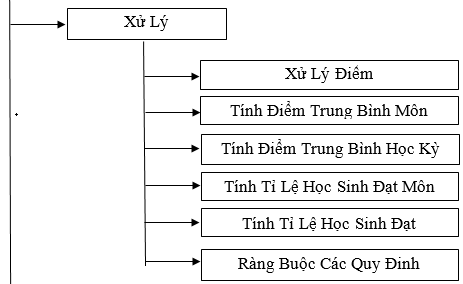 Xử Lý
Xử Lý Điểm
Tính Điểm Trung Bình Môn
Tính Điểm Trung Bình Học Kỳ
Tính Tỉ Lệ Học Sinh Đạt Môn
Tính Tỉ Lệ Học Sinh Đạt
Ràng Buộc Các Quy Đinh